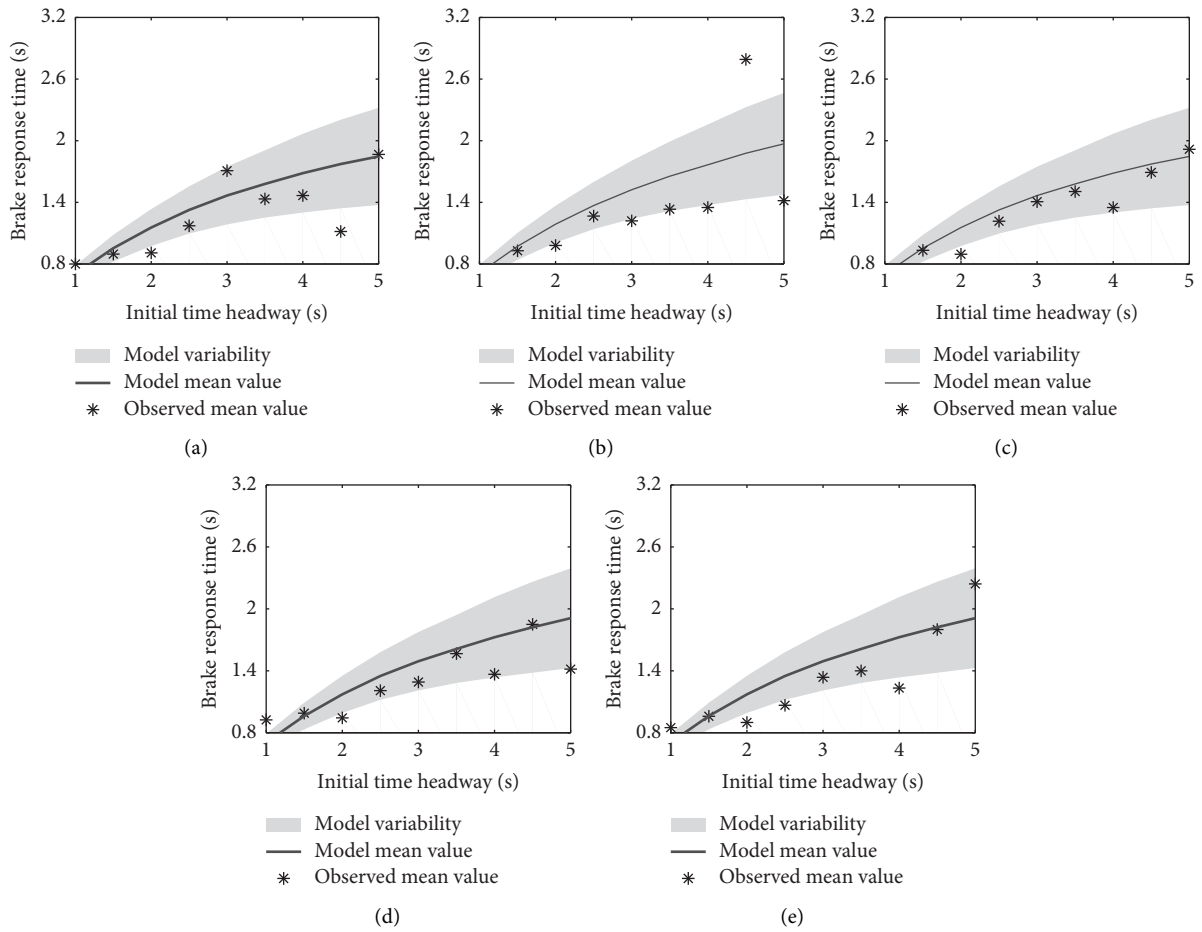 3.2
2.6
2
1.4
0.8
Brake response time (s)
1 2 3 4 5
Initial time headway (s)
Model variability
Model mean value
Observed mean value
(a)
3.2
2.6
2
1.4
0.8
Brake response time (s)
1 2 3 4 5
Initial time headway (s)
Model variability
Model mean value
Observed mean value
(b)
3.2
2.6
2
1.4
0.8
Brake response time (s)
1 2 3 4 5
Initial time headway (s)
Model variability
Model mean value
Observed mean value
(c)
3.2
2.6
2
1.4
0.8
Brake response time (s)
1 2 3 4 5
Initial time headway (s)
Model variability
Model mean value
Observed mean value
(d)
3.2
2.6
2
1.4
0.8
Brake response time (s)
1 2 3 4 5
Initial time headway (s)
Model variability
Model mean value
Observed mean value
(e)